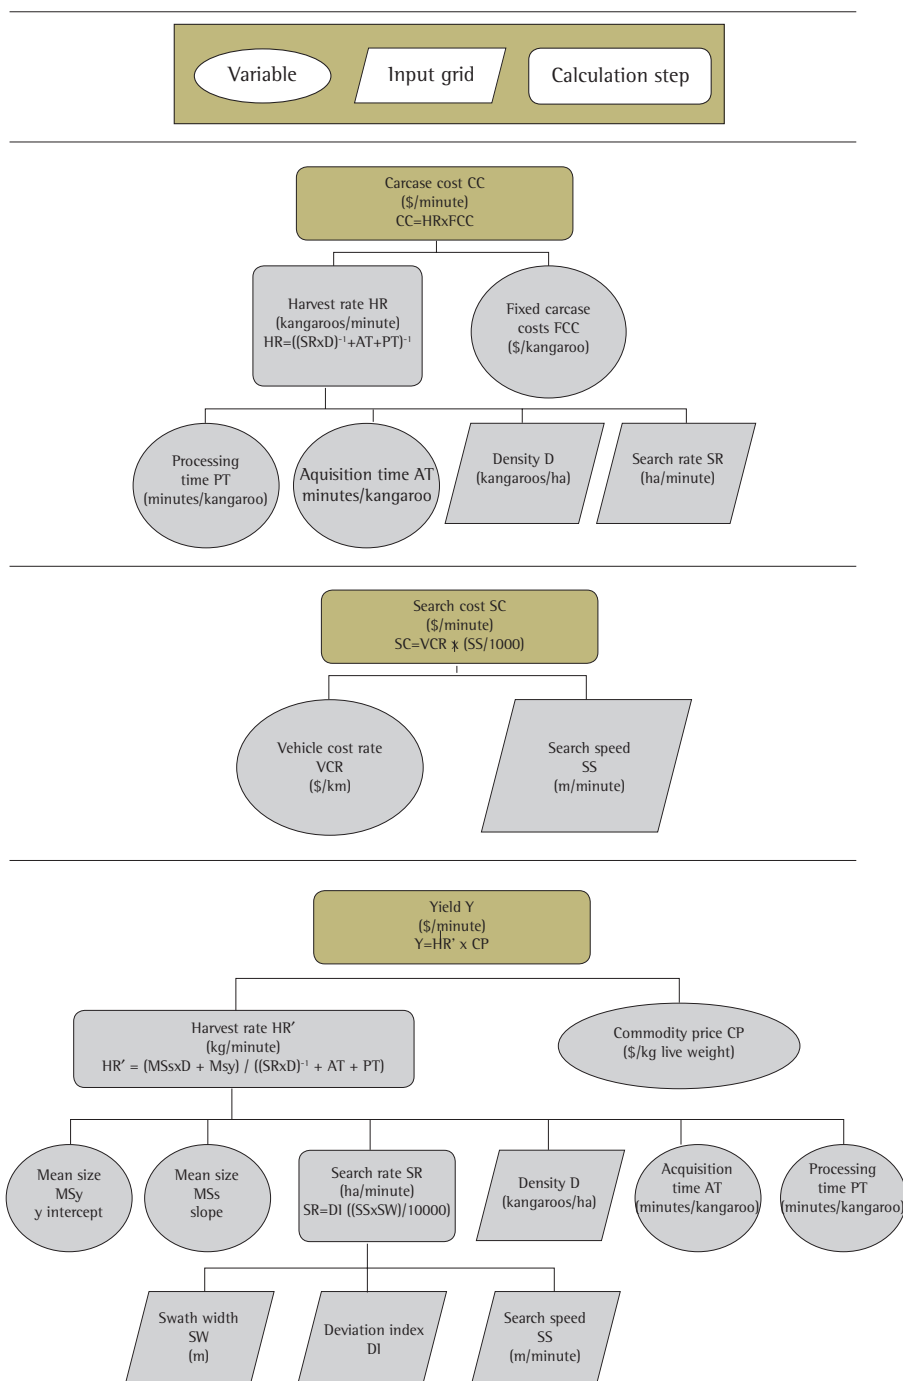 Variable
Input grid
Calculation step
Carcase cost CC
($/minute)
CC=HRxFCC
Harvest rate HR
(kangaroos/minute)
HR=((SRxD)⁻¹+AT+PT)⁻¹
Fixed carcase
costs FCC
($/kangaroo)
Processing
time PT
(minutes/kangaroo)
Aquisition time AT
minutes/kangaroo
Density D
(kangaroos/ha)
Search rate SR
(ha/minute)
Search cost SC
($/minute)
SC=VCR x (SS/1000)
Vehicle cost rate
VCR
($/km)
Search speed
SS
(m/minute)
Yield Y
($/minute)
Y=HR' x CP
Harvest rate HR′
(kg/minute)
HR′ = (MSsxD + Msy) / ((SRxD)⁻¹ + AT + PT)
Commodity price CP
($/kg live weight)
Mean size
MSy
y intercept
Mean size
MSs
slope
Search rate SR
(ha/minute)
SR=DI ((SSxSW)/10000)
Density D
(kangaroos/ha)
Acquisition
time AT
(minutes/kangaroo)
Processing
time PT
(minutes/kangaroo)
Swath width
SW
(m)
Deviation index
DI
Search speed
SS
(m/minute)